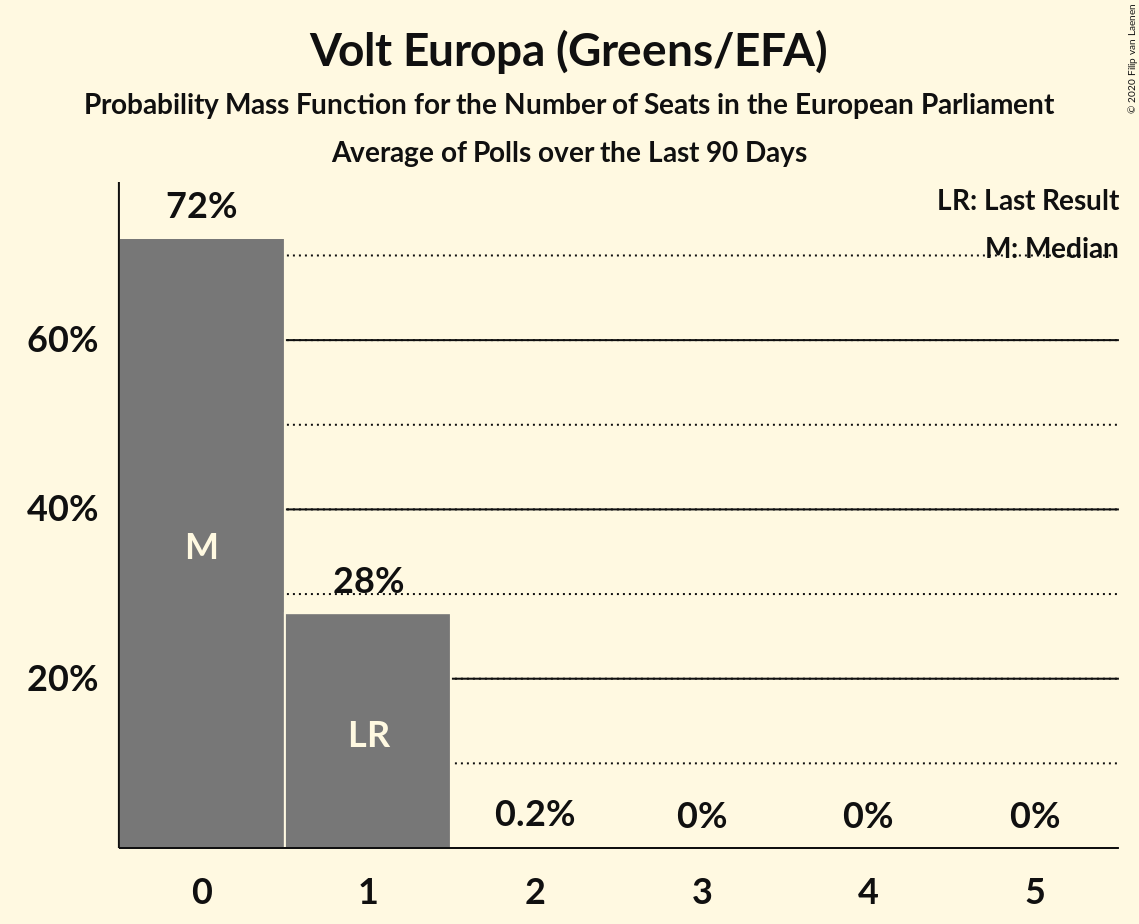 Volt Europa (Greens/EFA)
Probability Mass Function for the Number of Seats in the European Parliament
Average of Polls over the Last 90 Days
© 2020 Filip van Laenen
LR: Last Result
M: Median
72%
60%
40%
M
28%
20%
LR
0.2%
0%
0%
0%
0 1 2 3 4 5